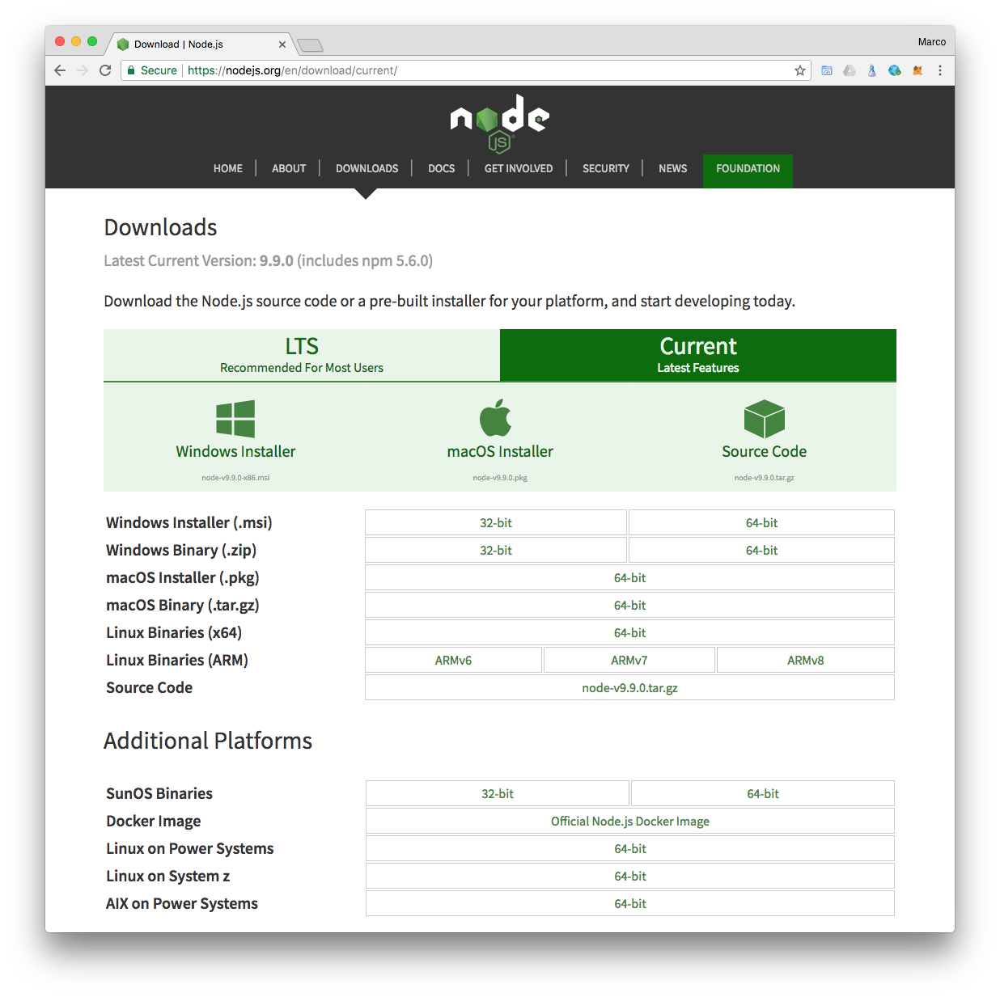 Download | Node.js
Marco
Secure https://nodejs.org/en/download/current/
node
JS
HOME ABOUT DOWNLOADS DOCS GET INVOLVED SECURITY NEWS FOUNDATION
Downloads
Latest Current Version: 9.9.0 (includes npm 5.6.0)
Download the Node.js source code or a pre-built installer for your platform, and start developing today.
LTS
Recommended For Most Users
Current
Latest Features
Windows Installer
node-v9.9.0-x86.msi
macOS Installer
node-v9.9.0.pkg
Source Code
node-v9.9.0.tar.gz
Windows Installer (.msi) 32-bit 64-bit
Windows Binary (.zip) 32-bit 64-bit
macOS Installer (.pkg) 64-bit
macOS Binary (.tar.gz) 64-bit
Linux Binaries (x64) 64-bit
Linux Binaries (ARM) ARMv6 ARMv7 ARMv8
Source Code node-v9.9.0.tar.gz
Additional Platforms
SunOS Binaries 32-bit 64-bit
Docker Image Official Node.js Docker Image
Linux on Power Systems 64-bit
Linux on System z 64-bit
AIX on Power Systems 64-bit